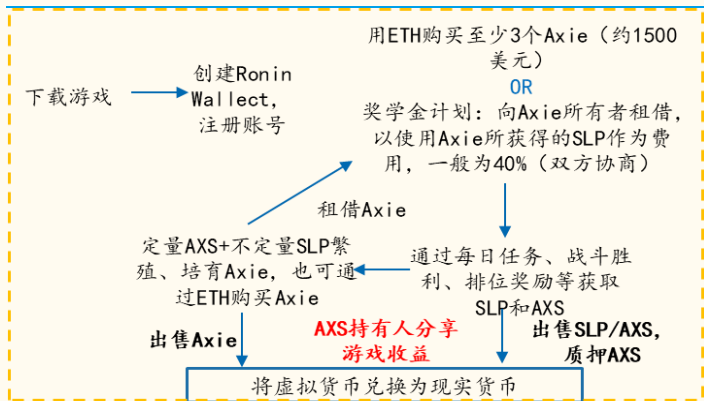 下载游戏
创建Ronin
Wallect,
注册账号
用ETH购买至少3个Axie（约1500
美元）
OR
奖学金计划：向Axie所有者租借，
以使用Axie所获得的SLP作为费
用，一般为40%（双方协商）
租借Axie
定量AXS+不定量SLP繁
殖、培育Axie，也可通
过ETH购买Axie
通过每日任务、战斗胜
利、排位奖励等获取
SLP和AXS
出售Axie
AXS持有人分享
游戏收益
出售SLP/AXS,
质押AXS
将虚拟货币兑换为现实货币